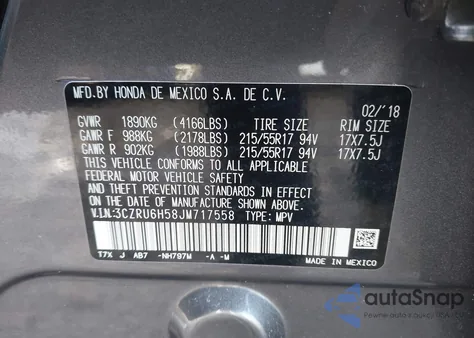 MFD.BY HONDA DE MEXICO S.A. DE C.V.
02/'18
GVWR 1890KG (4166LBS) TIRE SIZE RIM SIZE
GAWR F 988KG (2178LBS) 215/55R17 94V 17X7.5J
GAWR R 902KG (1988LBS) 215/55R17 94V 17X7.5J
THIS VEHICLE CONFORMS TO ALL APPLICABLE
FEDERAL MOTOR VEHICLE SAFETY AND
THEFT PREVENTION STANDARDS IN EFFECT ON
THE DATE OF MANUFACTURE SHOWN ABOVE.
V.I.N:3CZRU6H58JM717558 TYPE: MPV
T7X J AB7 -NH797M -A -M
MADE IN MEXICO
autoSnap
Pewne auto z